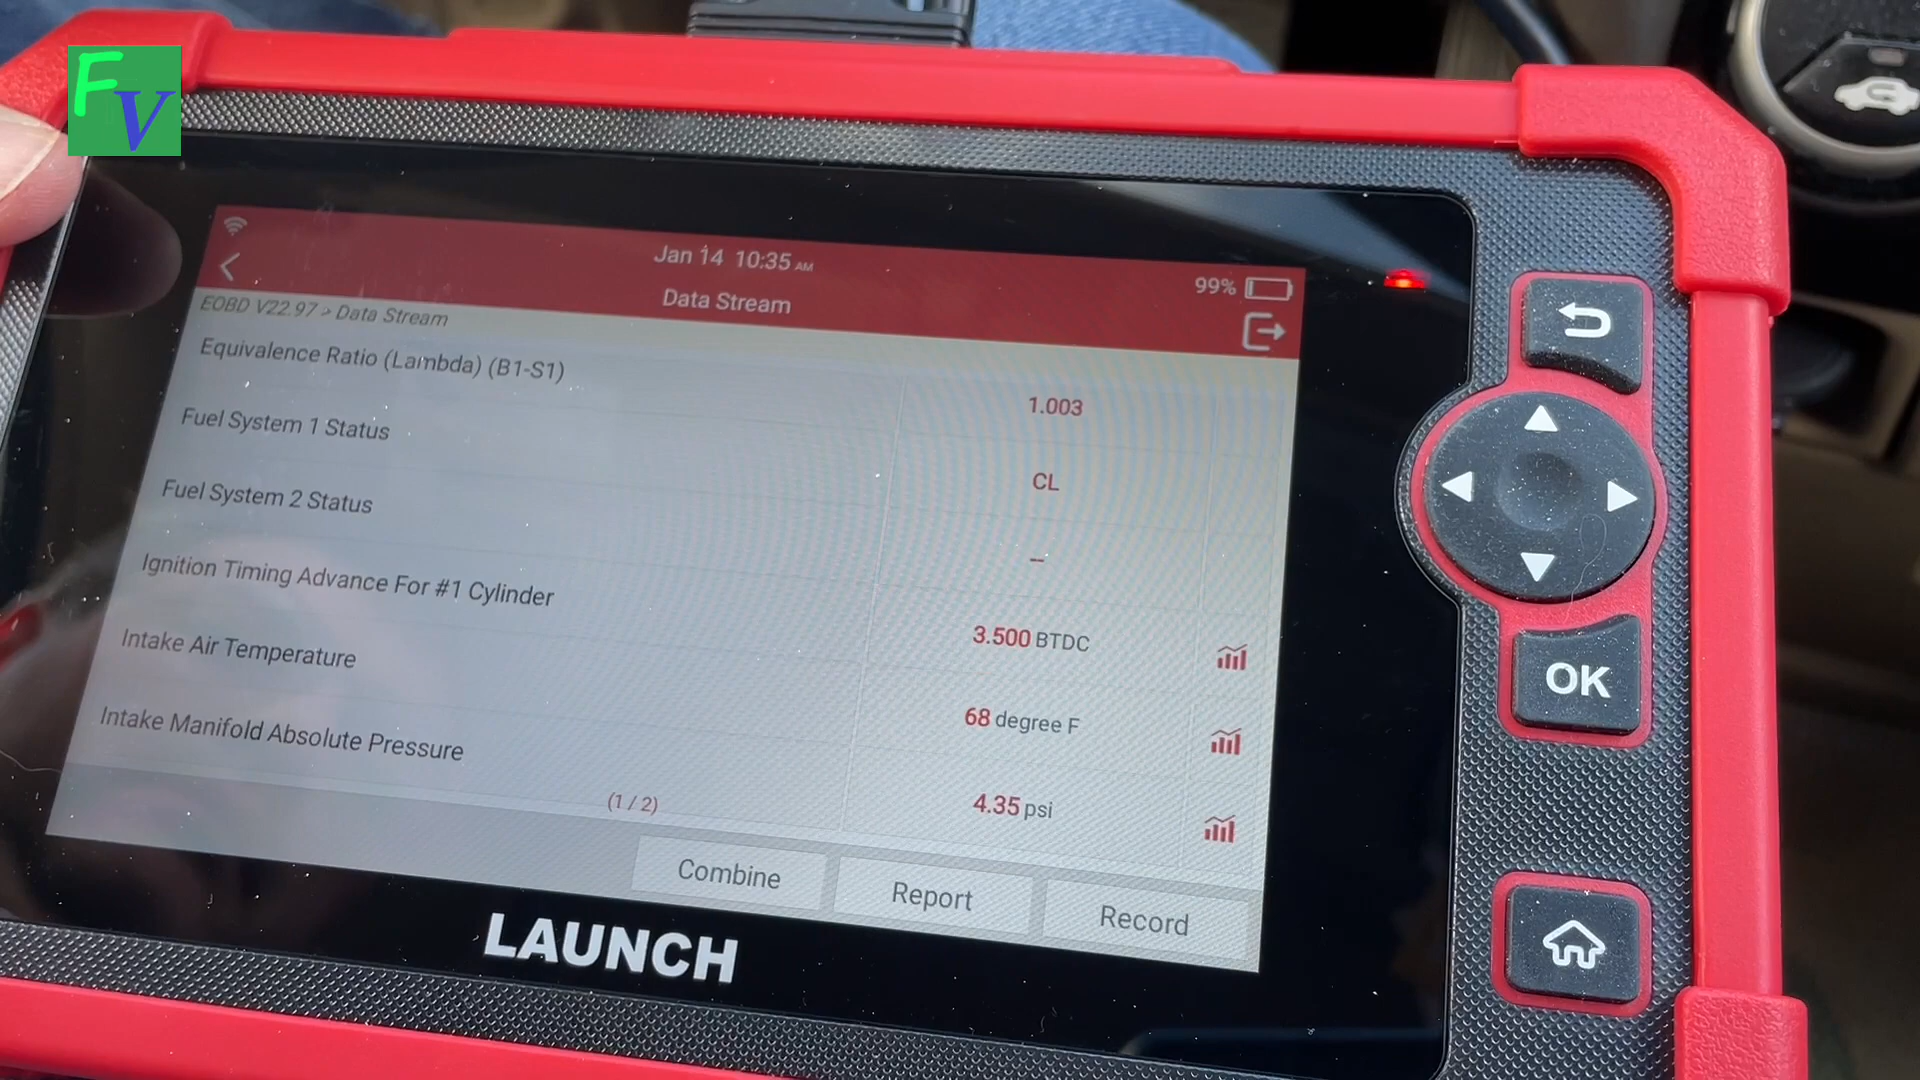 FV
Jan 14 10:35 AM
99%
Data Stream
EOBD V22.97 > Data Stream
Equivalence Ratio (Lambda) (B1-S1)
1.003
Fuel System 1 Status
CL
Fuel System 2 Status
--
Ignition Timing Advance For #1 Cylinder
3.500 BTDC
Intake Air Temperature
68 degree F
Intake Manifold Absolute Pressure
4.35 psi
(1 / 2)
Combine
Report
Record
LAUNCH
OK